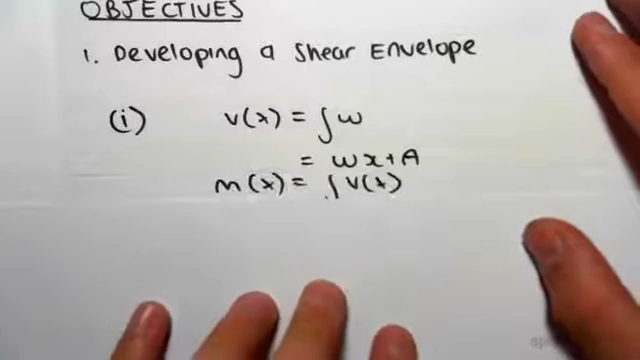 OBJECTIVES
1. Developing a Shear Envelope
(i) V(x) = ∫ w
= wx + A
m(x) = ∫ V(x)